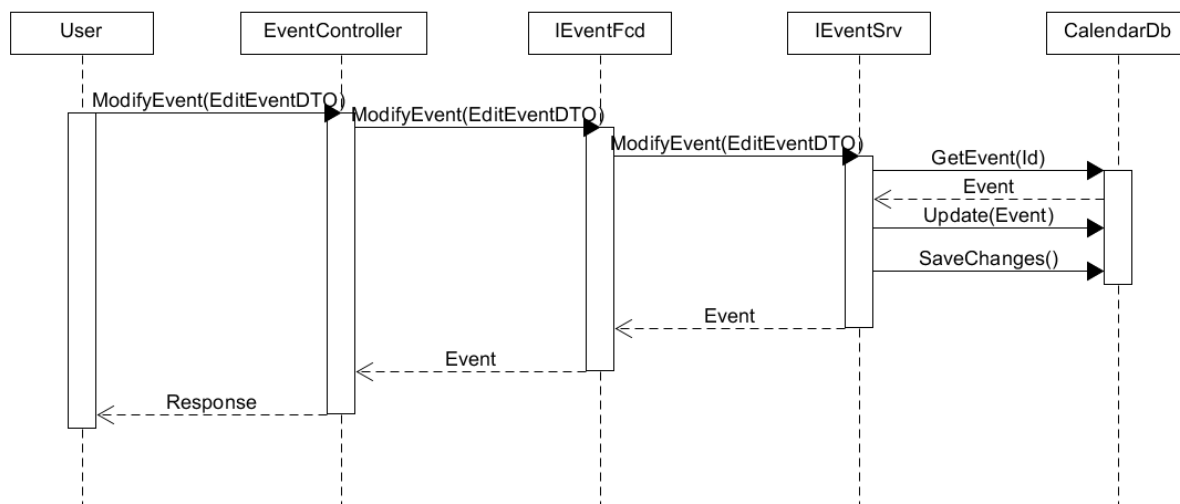 User
EventController
IEventFcd
IEventSrv
CalendarDb
ModifyEvent(EditEventDTO)
ModifyEvent(EditEventDTO)
ModifyEvent(EditEventDTO)
GetEvent(Id)
Event
Update(Event)
SaveChanges()
Event
Event
Response